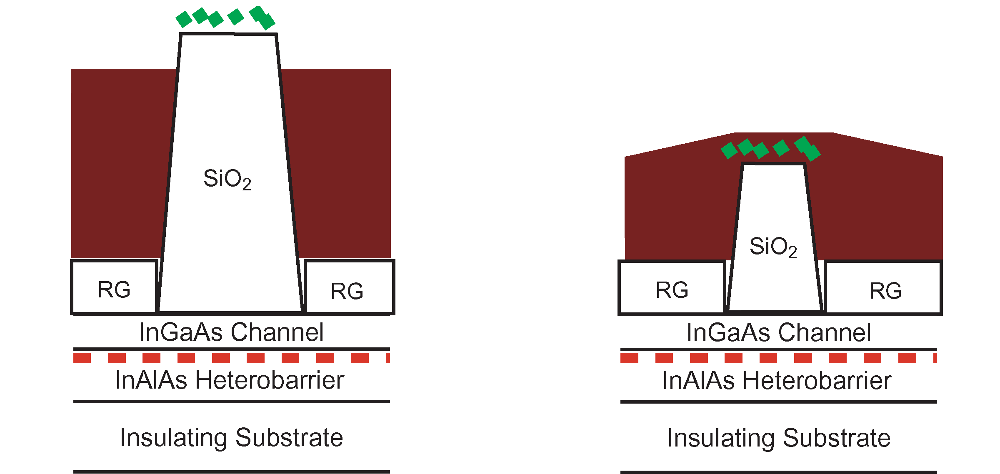 SiO₂
RG
RG
InGaAs Channel
InAlAs Heterobarrier
Insulating Substrate
SiO₂
RG
RG
InGaAs Channel
InAlAs Heterobarrier
Insulating Substrate